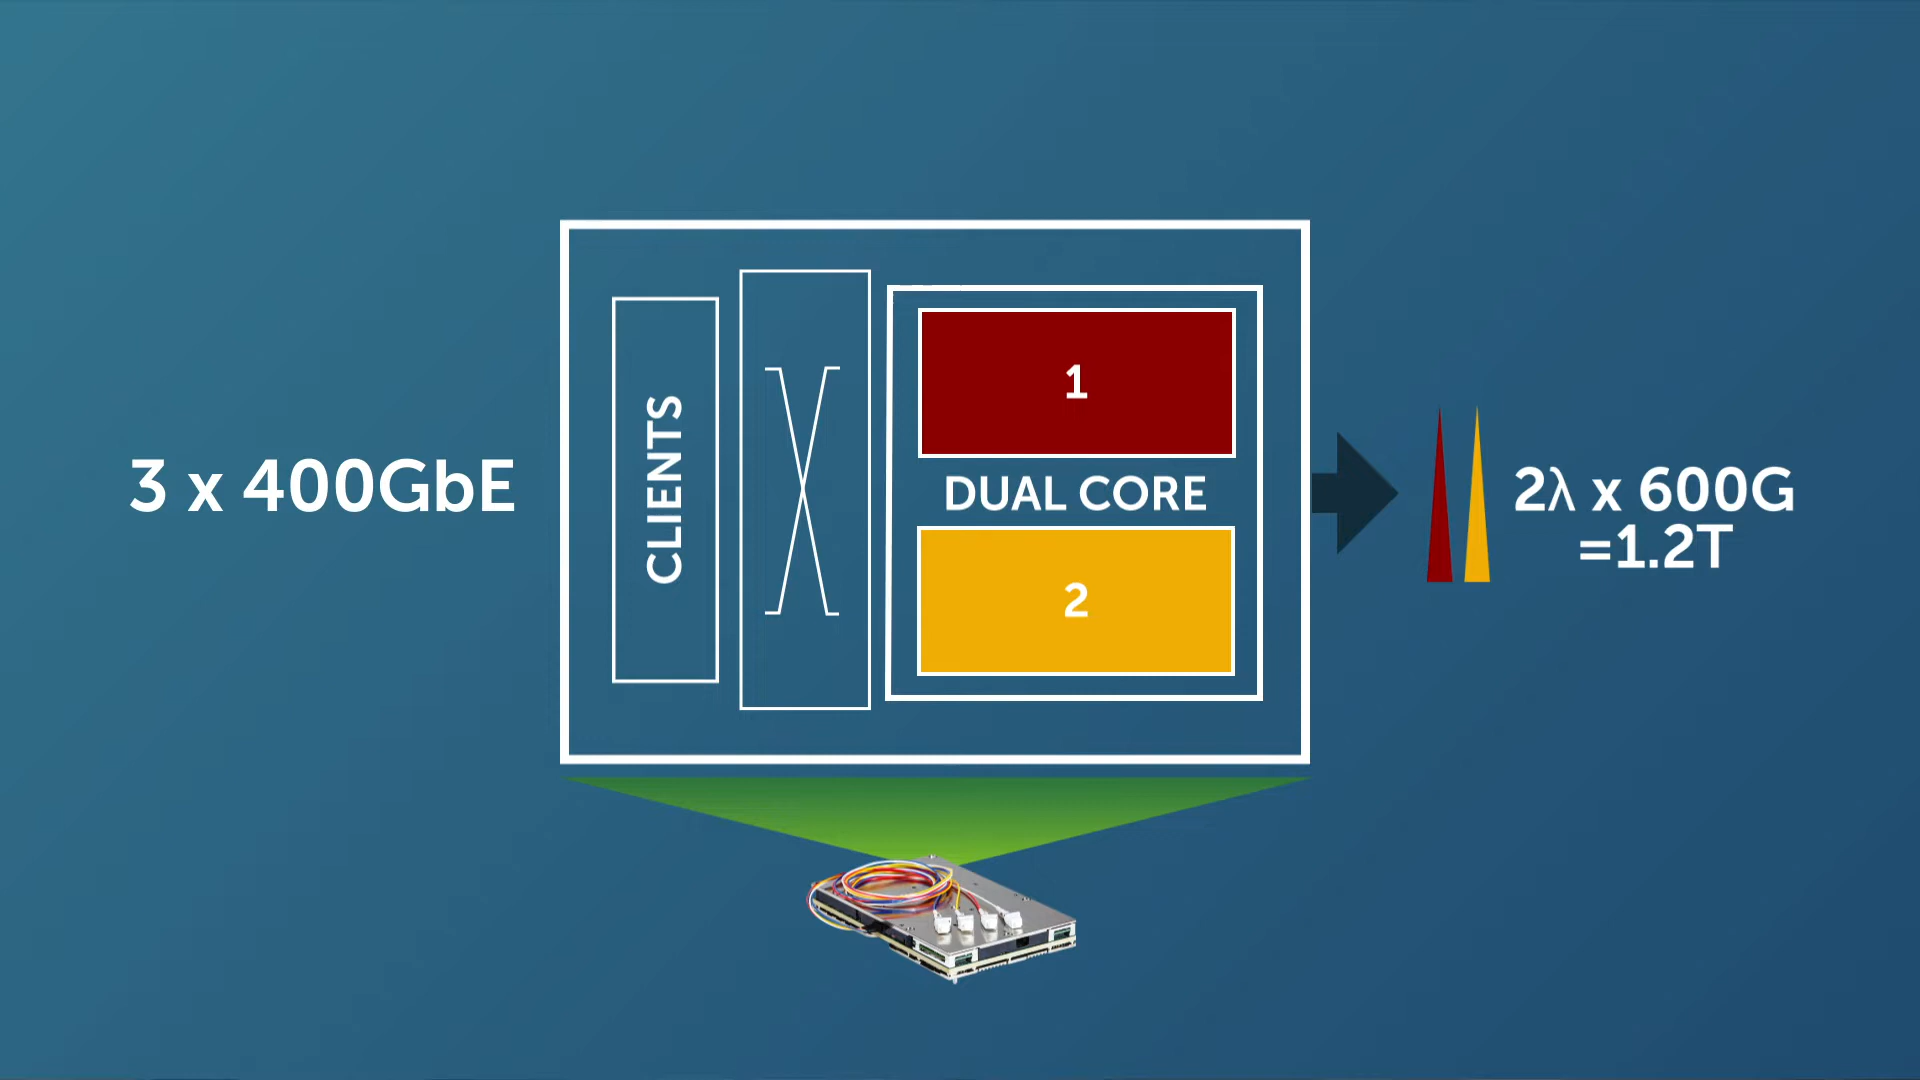 3 x 400GbE
CLIENTS
1
DUAL CORE
2
2λ x 600G
=1.2T